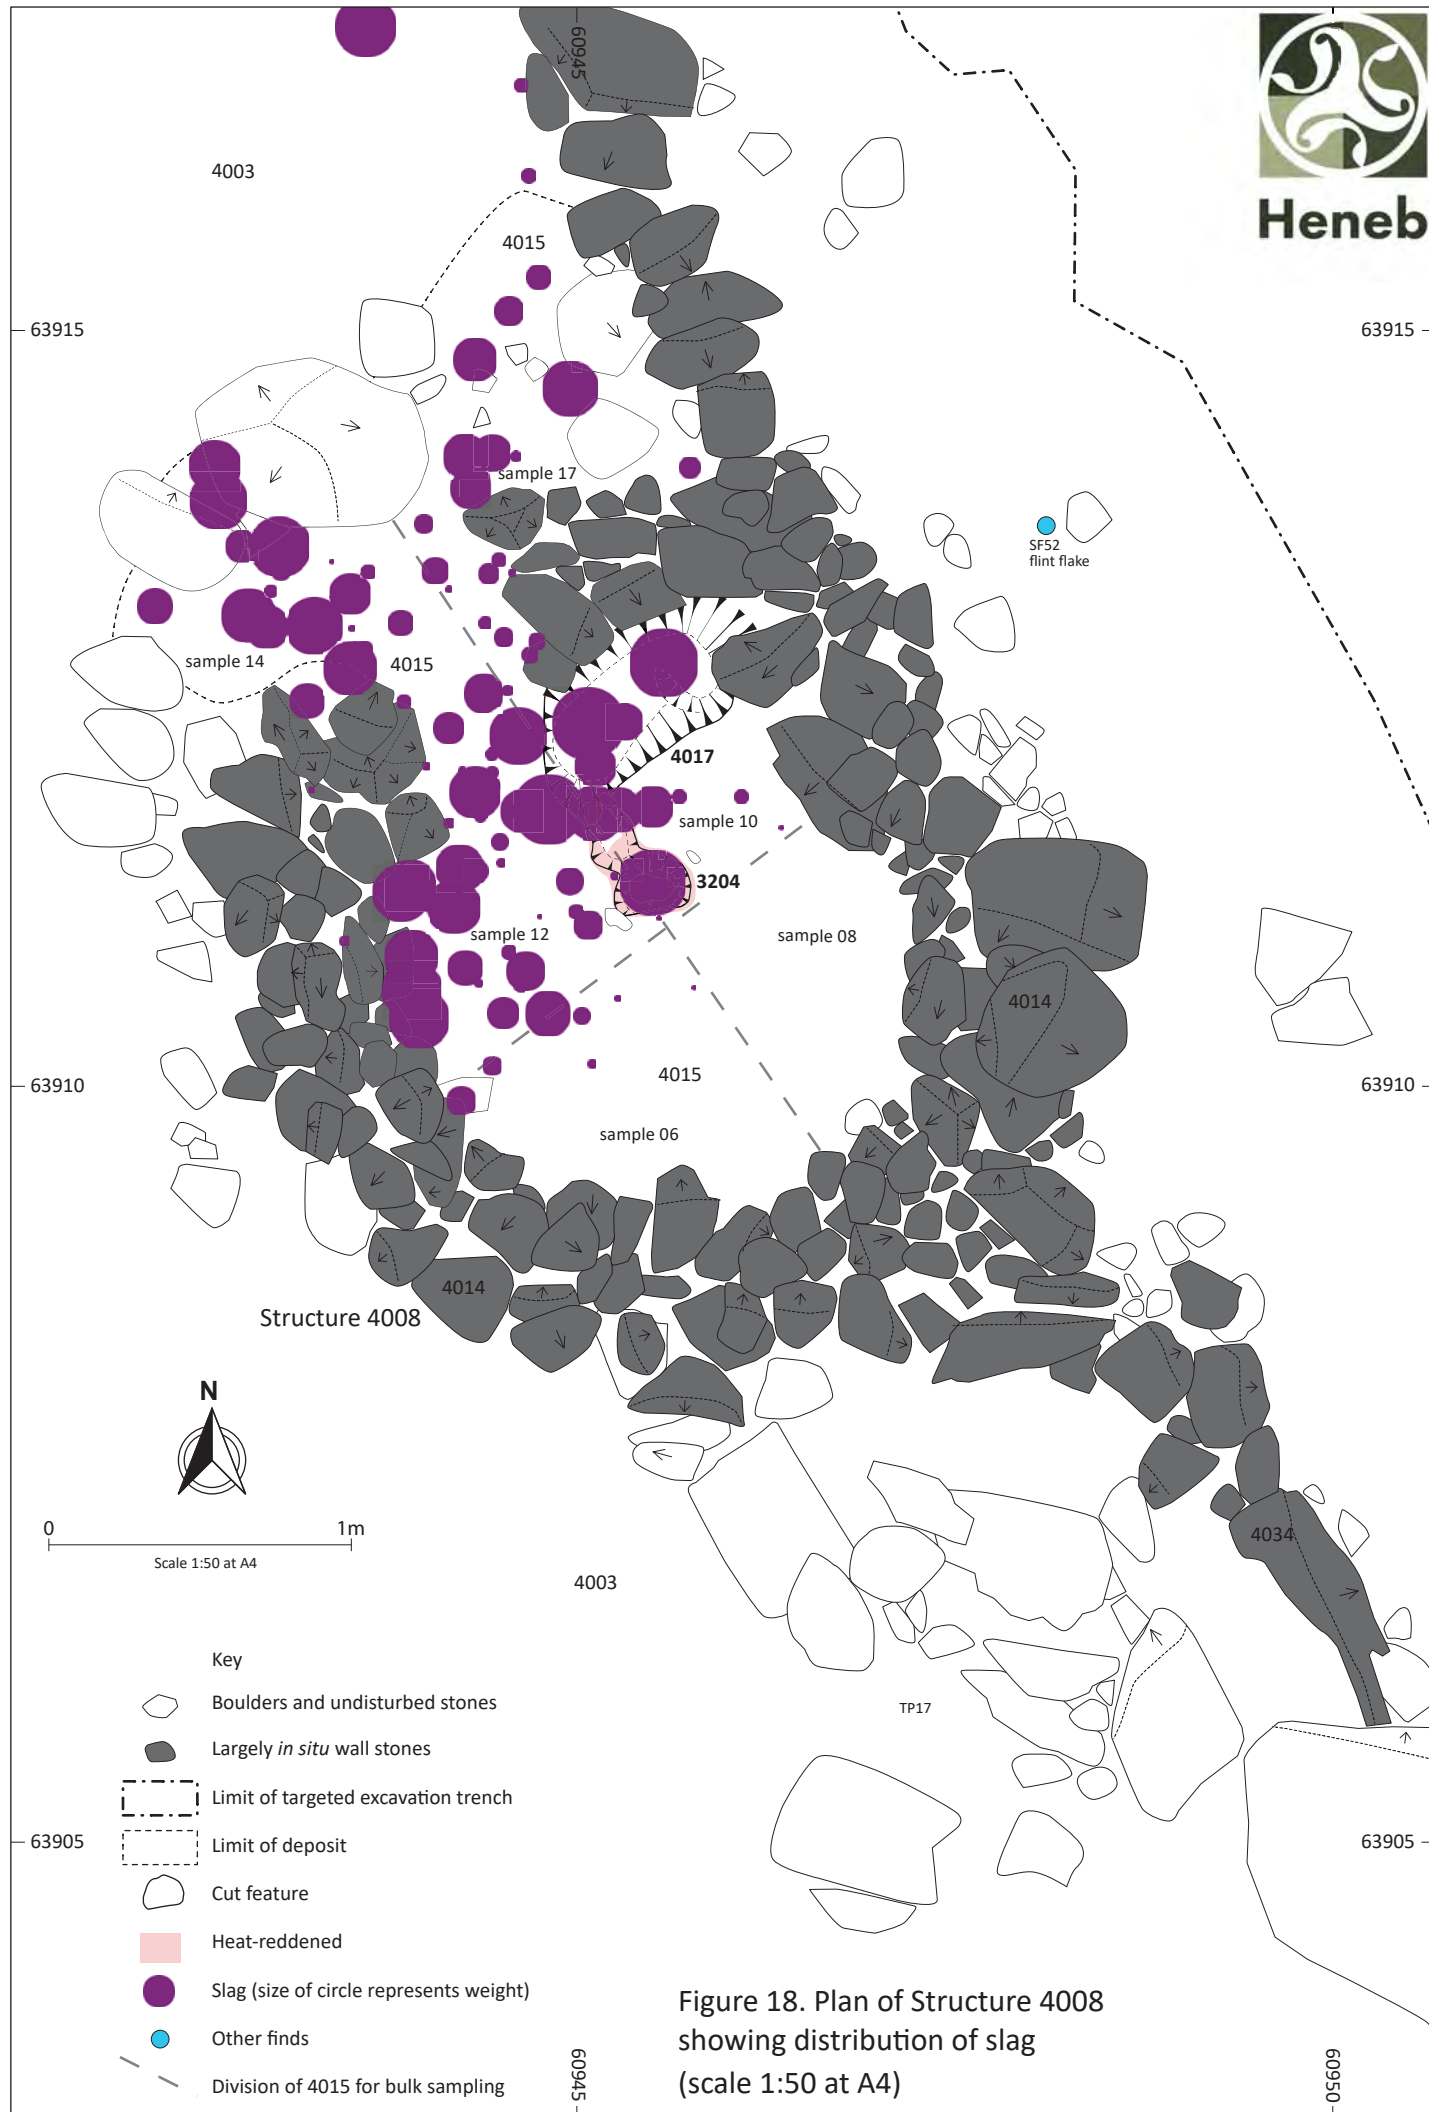 60945
Heneb
4003
4015
63915
63915
sample 17
SF52
flint flake
sample 14
4015
4017
sample 10
3204
sample 12
sample 08
4014
63910
4015
63910
sample 06
4014
Structure 4008
N
0 1m
Scale 1:50 at A4
4034
4003
Key
Boulders and undisturbed stones
TP17
Largely in situ wall stones
Limit of targeted excavation trench
63905
Limit of deposit
63905
Cut feature
Heat-reddened
Slag (size of circle represents weight)
Other finds
Division of 4015 for bulk sampling
Figure 18. Plan of Structure 4008
showing distribution of slag
(scale 1:50 at A4)
60945
60950